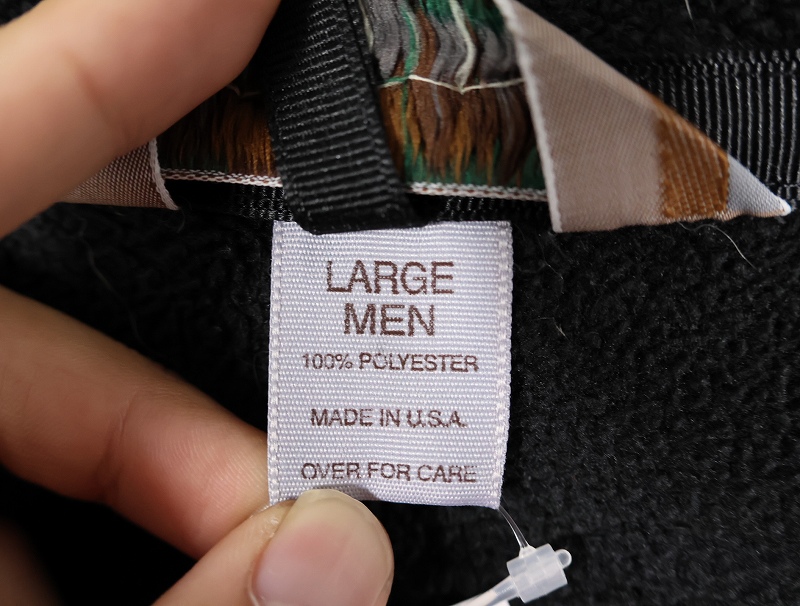 LARGE
MEN
100% POLYESTER
MADE IN U.S.A.
OVER FOR CARE